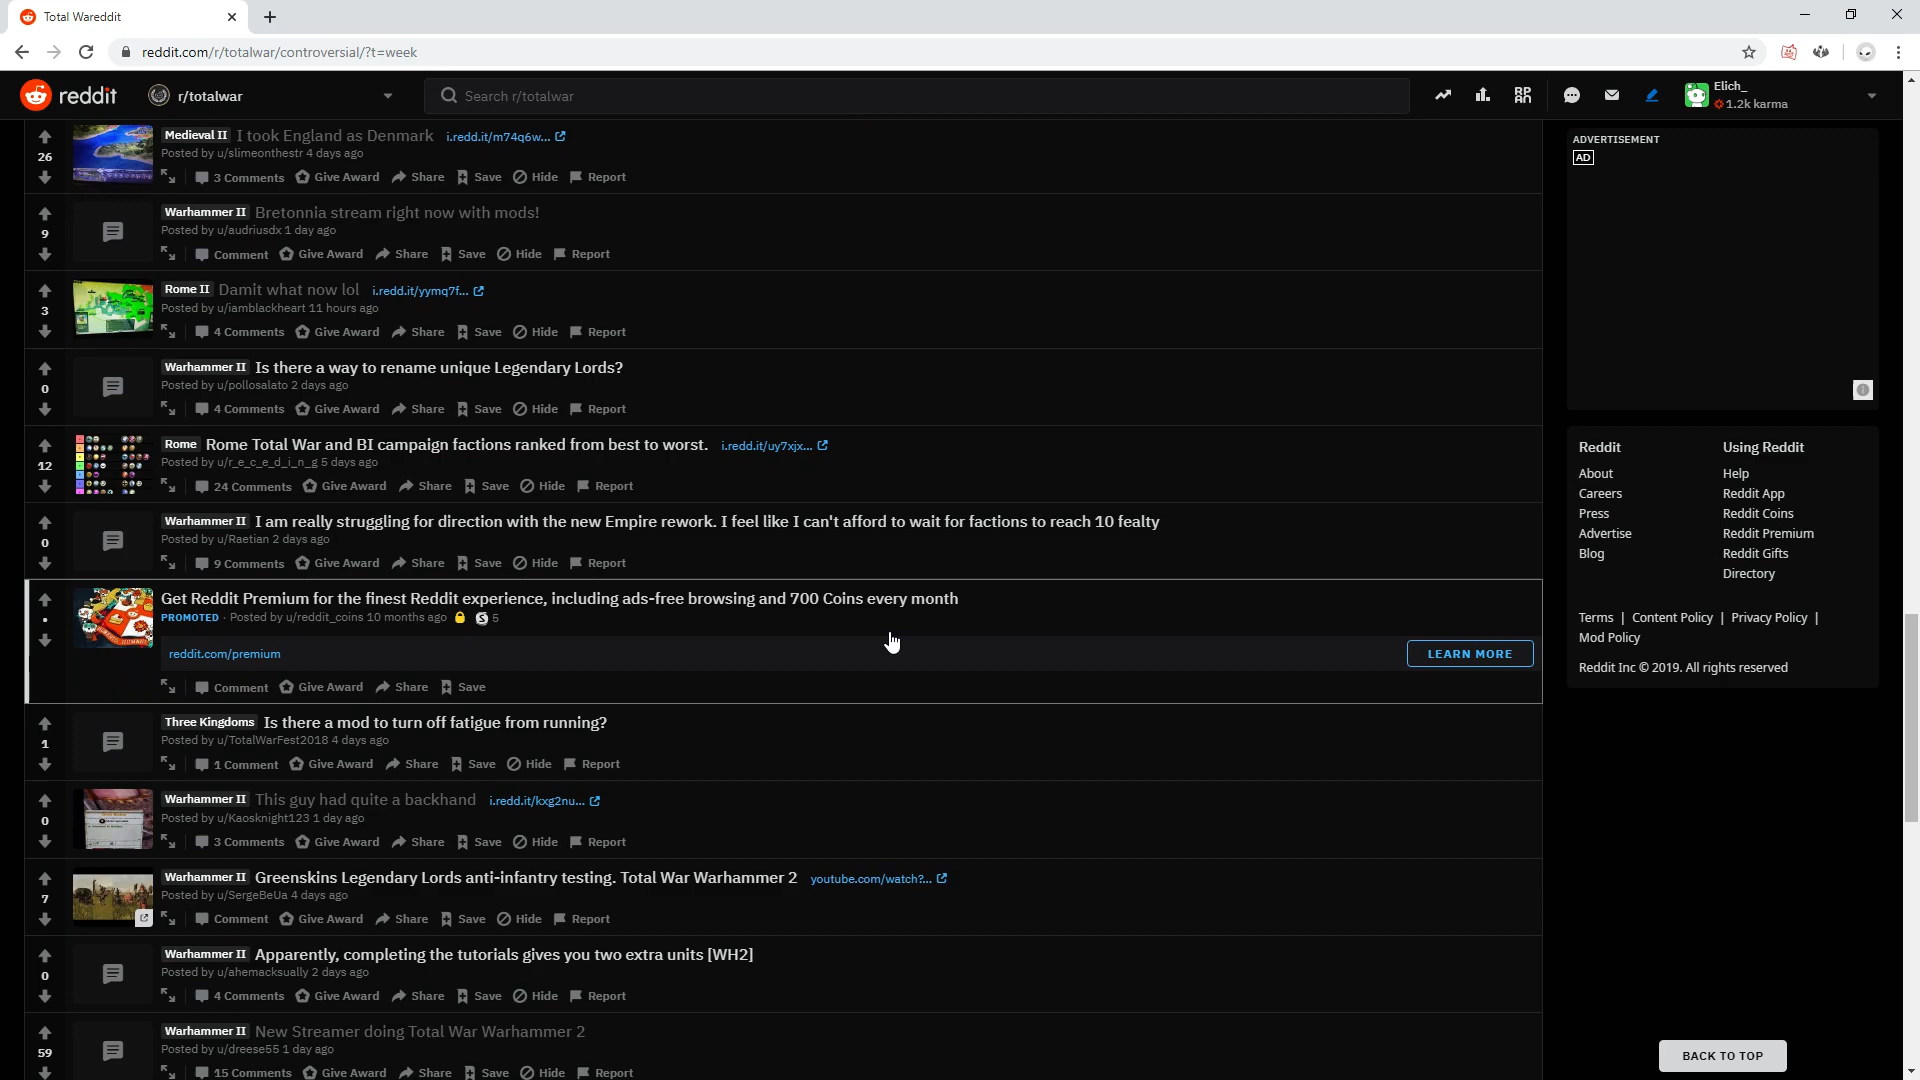 Total Wareddit
reddit.com/r/totalwar/controversial/?t=week
reddit r/totalwar Search r/totalwar Elich_
1.2k karma
Medieval II I took England as Denmark i.redd.it/m74q6w...
26 Posted by u/slimeonthestr 4 days ago
3 Comments Give Award Share Save Hide Report
Warhammer II Bretonnia stream right now with mods!
9 Posted by u/audriusdx 1 day ago
Comment Give Award Share Save Hide Report
Rome II Damit what now lol i.redd.it/yymq7f...
3 Posted by u/iamblackheart 11 hours ago
4 Comments Give Award Share Save Hide Report
Warhammer II Is there a way to rename unique Legendary Lords?
0 Posted by u/pollosalato 2 days ago
4 Comments Give Award Share Save Hide Report
Rome Rome Total War and BI campaign factions ranked from best to worst. i.redd.it/uy7xjx...
12 Posted by u/r_e_c_e_d_i_n_g 5 days ago
24 Comments Give Award Share Save Hide Report
Warhammer II I am really struggling for direction with the new Empire rework. I feel like I can't afford to wait for factions to reach 10 fealty
0 Posted by u/Raetian 2 days ago
9 Comments Give Award Share Save Hide Report
Get Reddit Premium for the finest Reddit experience, including ads-free browsing and 700 Coins every month
• PROMOTED · Posted by u/reddit_coins 10 months ago S 5
reddit.com/premium LEARN MORE
Comment Give Award Share Save
Three Kingdoms Is there a mod to turn off fatigue from running?
1 Posted by u/TotalWarFest2018 4 days ago
1 Comment Give Award Share Save Hide Report
Warhammer II This guy had quite a backhand i.redd.it/kxg2nu...
0 Posted by u/Kaosknight123 1 day ago
3 Comments Give Award Share Save Hide Report
Warhammer II Greenskins Legendary Lords anti-infantry testing. Total War Warhammer 2 youtube.com/watch?...
7 Posted by u/SergeBeUa 4 days ago
Comment Give Award Share Save Hide Report
Warhammer II Apparently, completing the tutorials gives you two extra units [WH2]
0 Posted by u/ahemacksually 2 days ago
4 Comments Give Award Share Save Hide Report
Warhammer II New Streamer doing Total War Warhammer 2
59 Posted by u/dreese55 1 day ago
15 Comments Give Award Share Save Hide Report
ADVERTISEMENT
AD
Reddit Using Reddit
About Help
Careers Reddit App
Press Reddit Coins
Advertise Reddit Premium
Blog Reddit Gifts
Directory
Terms | Content Policy | Privacy Policy |
Mod Policy
Reddit Inc © 2019. All rights reserved
BACK TO TOP